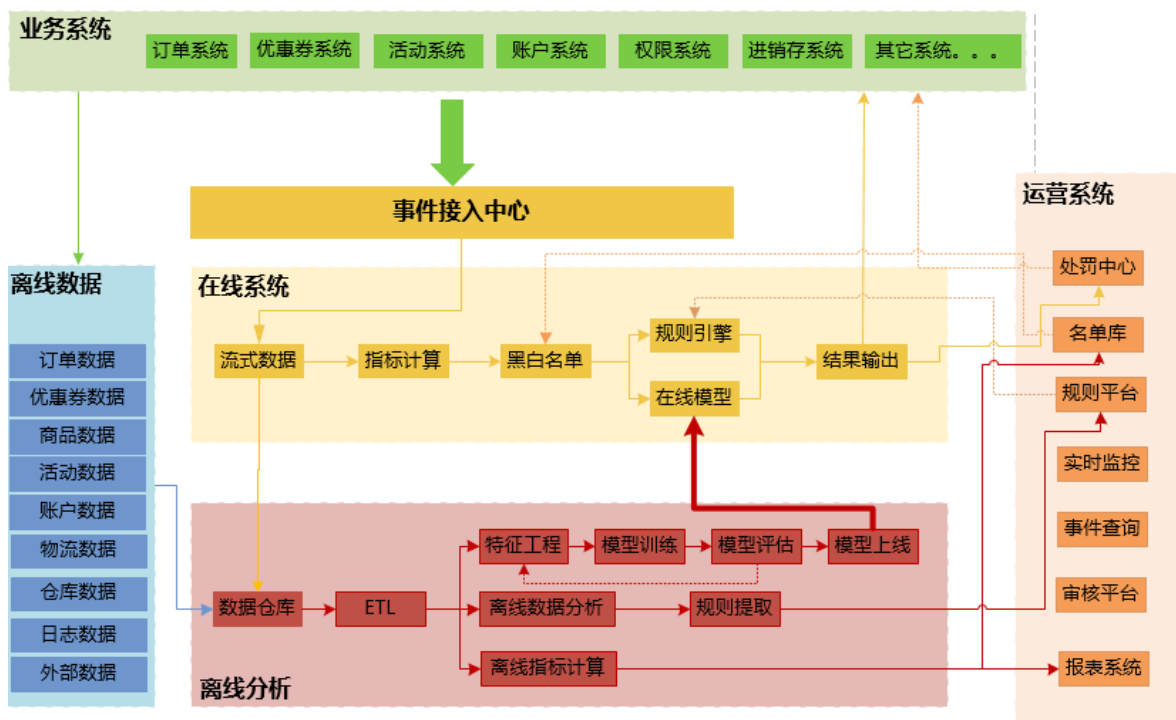 业务系统
订单系统
优惠券系统
活动系统
账户系统
权限系统
进销存系统
其它系统。。。
事件接入中心
运营系统
处罚中心
名单库
规则平台
实时监控
事件查询
审核平台
报表系统
离线数据
订单数据
优惠券数据
商品数据
活动数据
账户数据
物流数据
仓库数据
日志数据
外部数据
在线系统
流式数据
指标计算
黑白名单
规则引擎
在线模型
结果输出
特征工程
模型训练
模型评估
模型上线
数据仓库
ETL
离线数据分析
规则提取
离线指标计算
离线分析